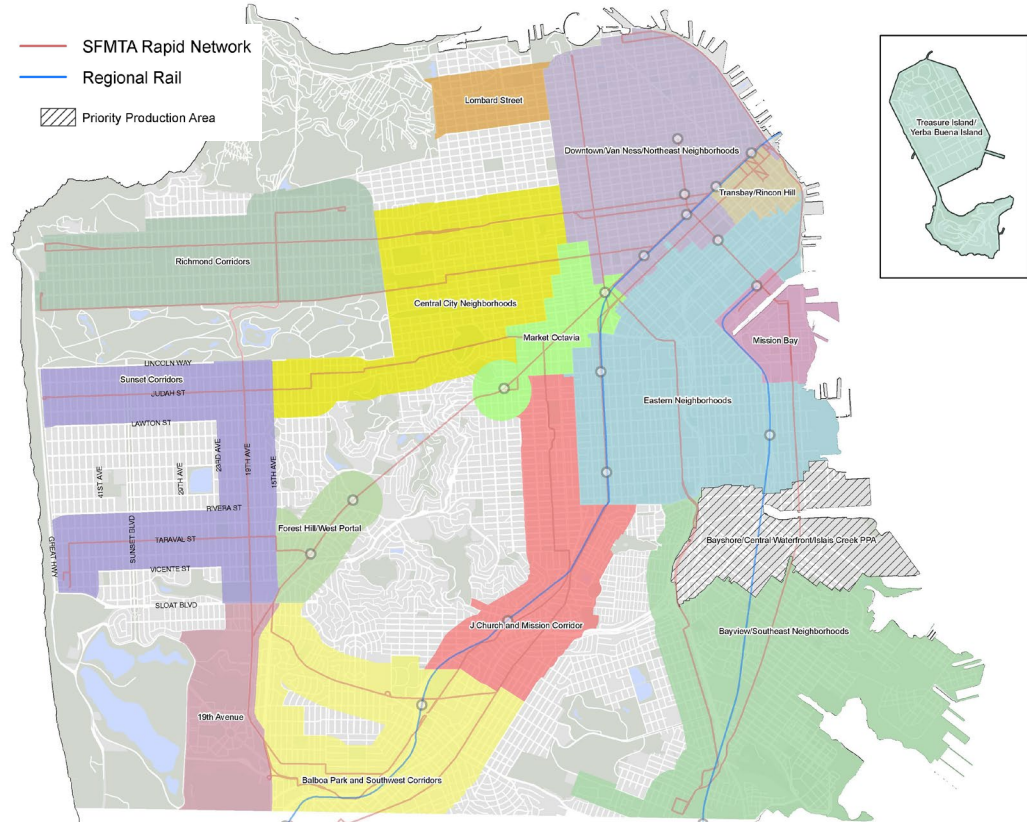 SFMTA Rapid Network
Regional Rail
Priority Production Area
Lombard Street
Treasure Island/
Yerba Buena Island
Downtown/Van Ness/Northeast Neighborhoods
Transbay/Rincon Hill
Richmond Corridors
Central City Neighborhoods
Market Octavia
Mission Bay
LINCOLN WAY
Sunset Corridors
JUDAH ST
Eastern Neighborhoods
LAWTON ST
41ST AVE
29TH AVE
23RD AVE
19TH AVE
15TH AVE
RIVERA ST
Forest Hill/West Portal
GREAT HWY
SUNSET BLVD
TARAVAL ST
Bayshore/Central Waterfront/Islais Creek PPA
VICENTE ST
SLOAT BLVD
J Church and Mission Corridor
Bayview/Southeast Neighborhoods
19th Avenue
Balboa Park and Southwest Corridors